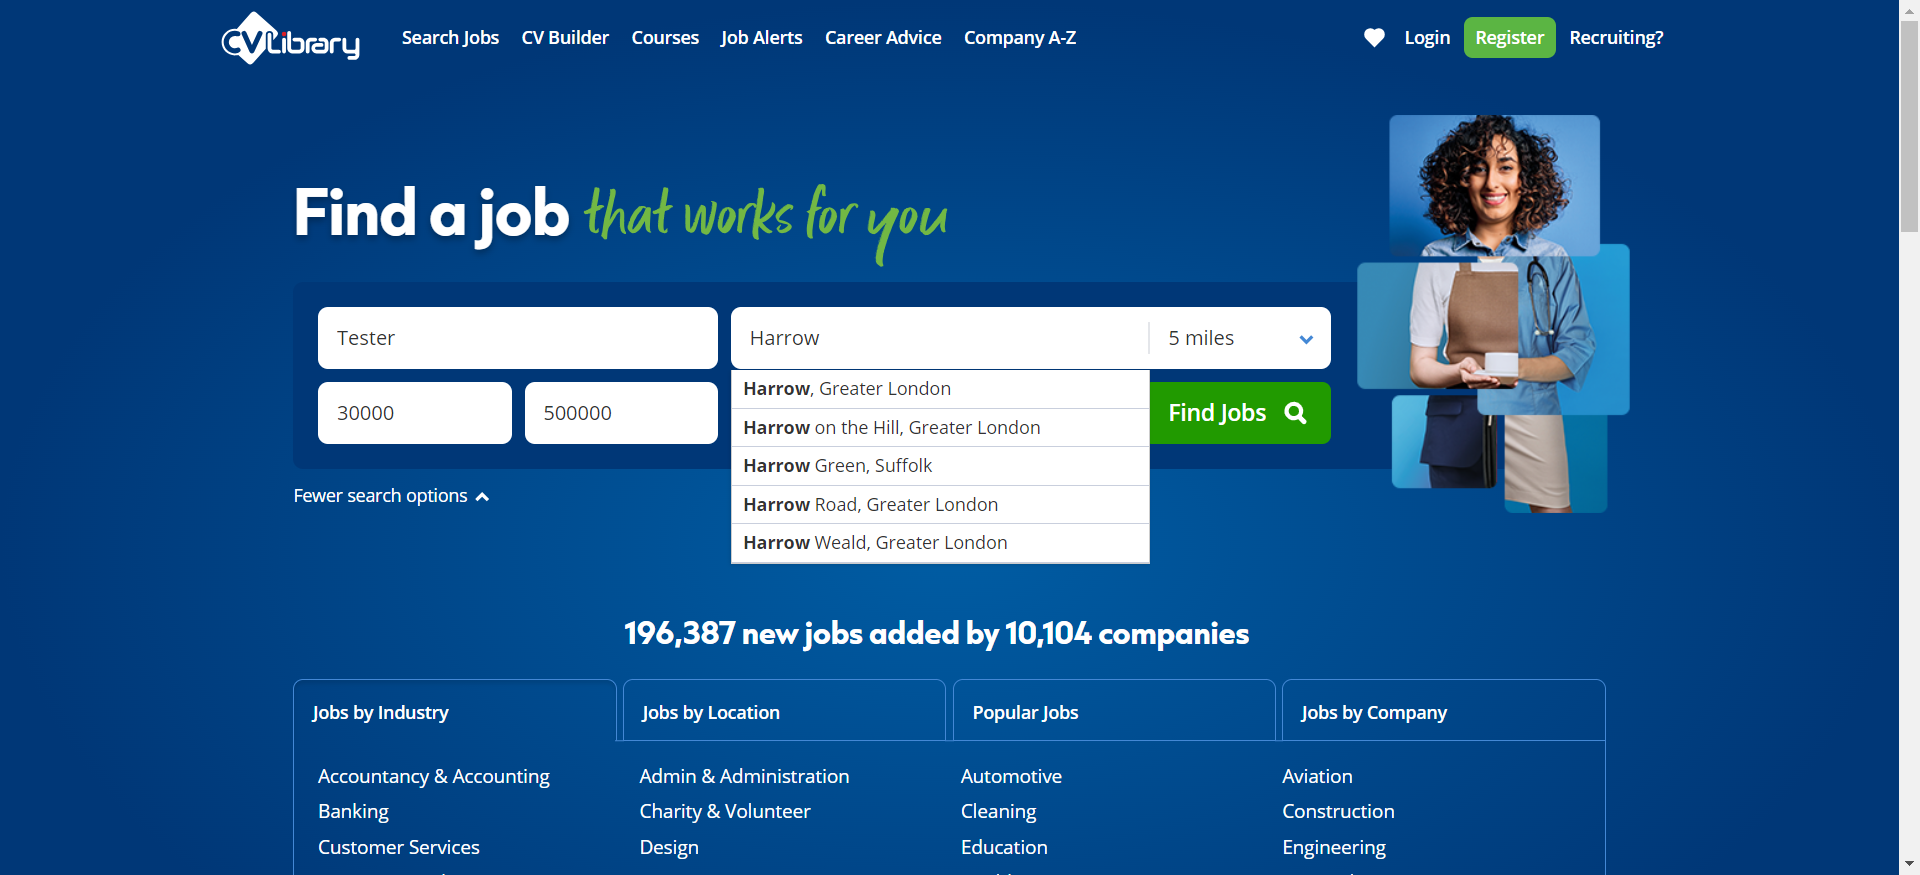 CVLibrary
Search Jobs CV Builder Courses Job Alerts Career Advice Company A-Z
Login Register Recruiting?
Find a job that works for you
Tester
Harrow
5 miles
30000
500000
Find Jobs
Harrow, Greater London
Harrow on the Hill, Greater London
Harrow Green, Suffolk
Harrow Road, Greater London
Harrow Weald, Greater London
Fewer search options
196,387 new jobs added by 10,104 companies
Jobs by Industry Jobs by Location Popular Jobs Jobs by Company
Accountancy & Accounting Admin & Administration Automotive Aviation
Banking Charity & Volunteer Cleaning Construction
Customer Services Design Education Engineering